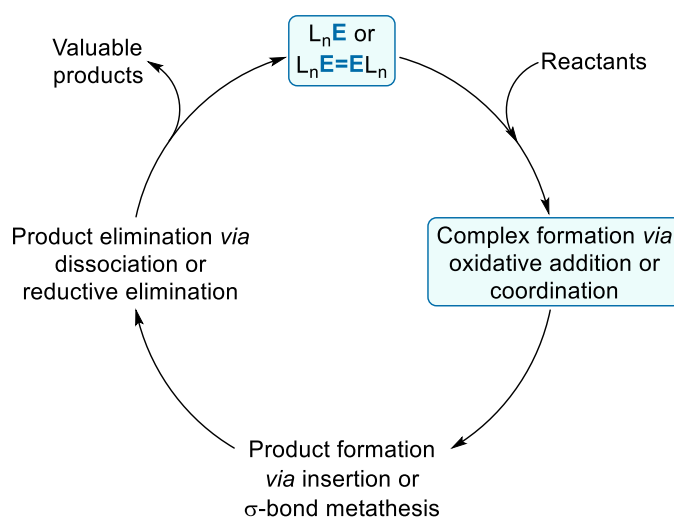 LₙE or
LₙE=ELₙ
Reactants
Complex formation via
oxidative addition or
coordination
Product formation
via insertion or
σ-bond metathesis
Product elimination via
dissociation or
reductive elimination
Valuable
products